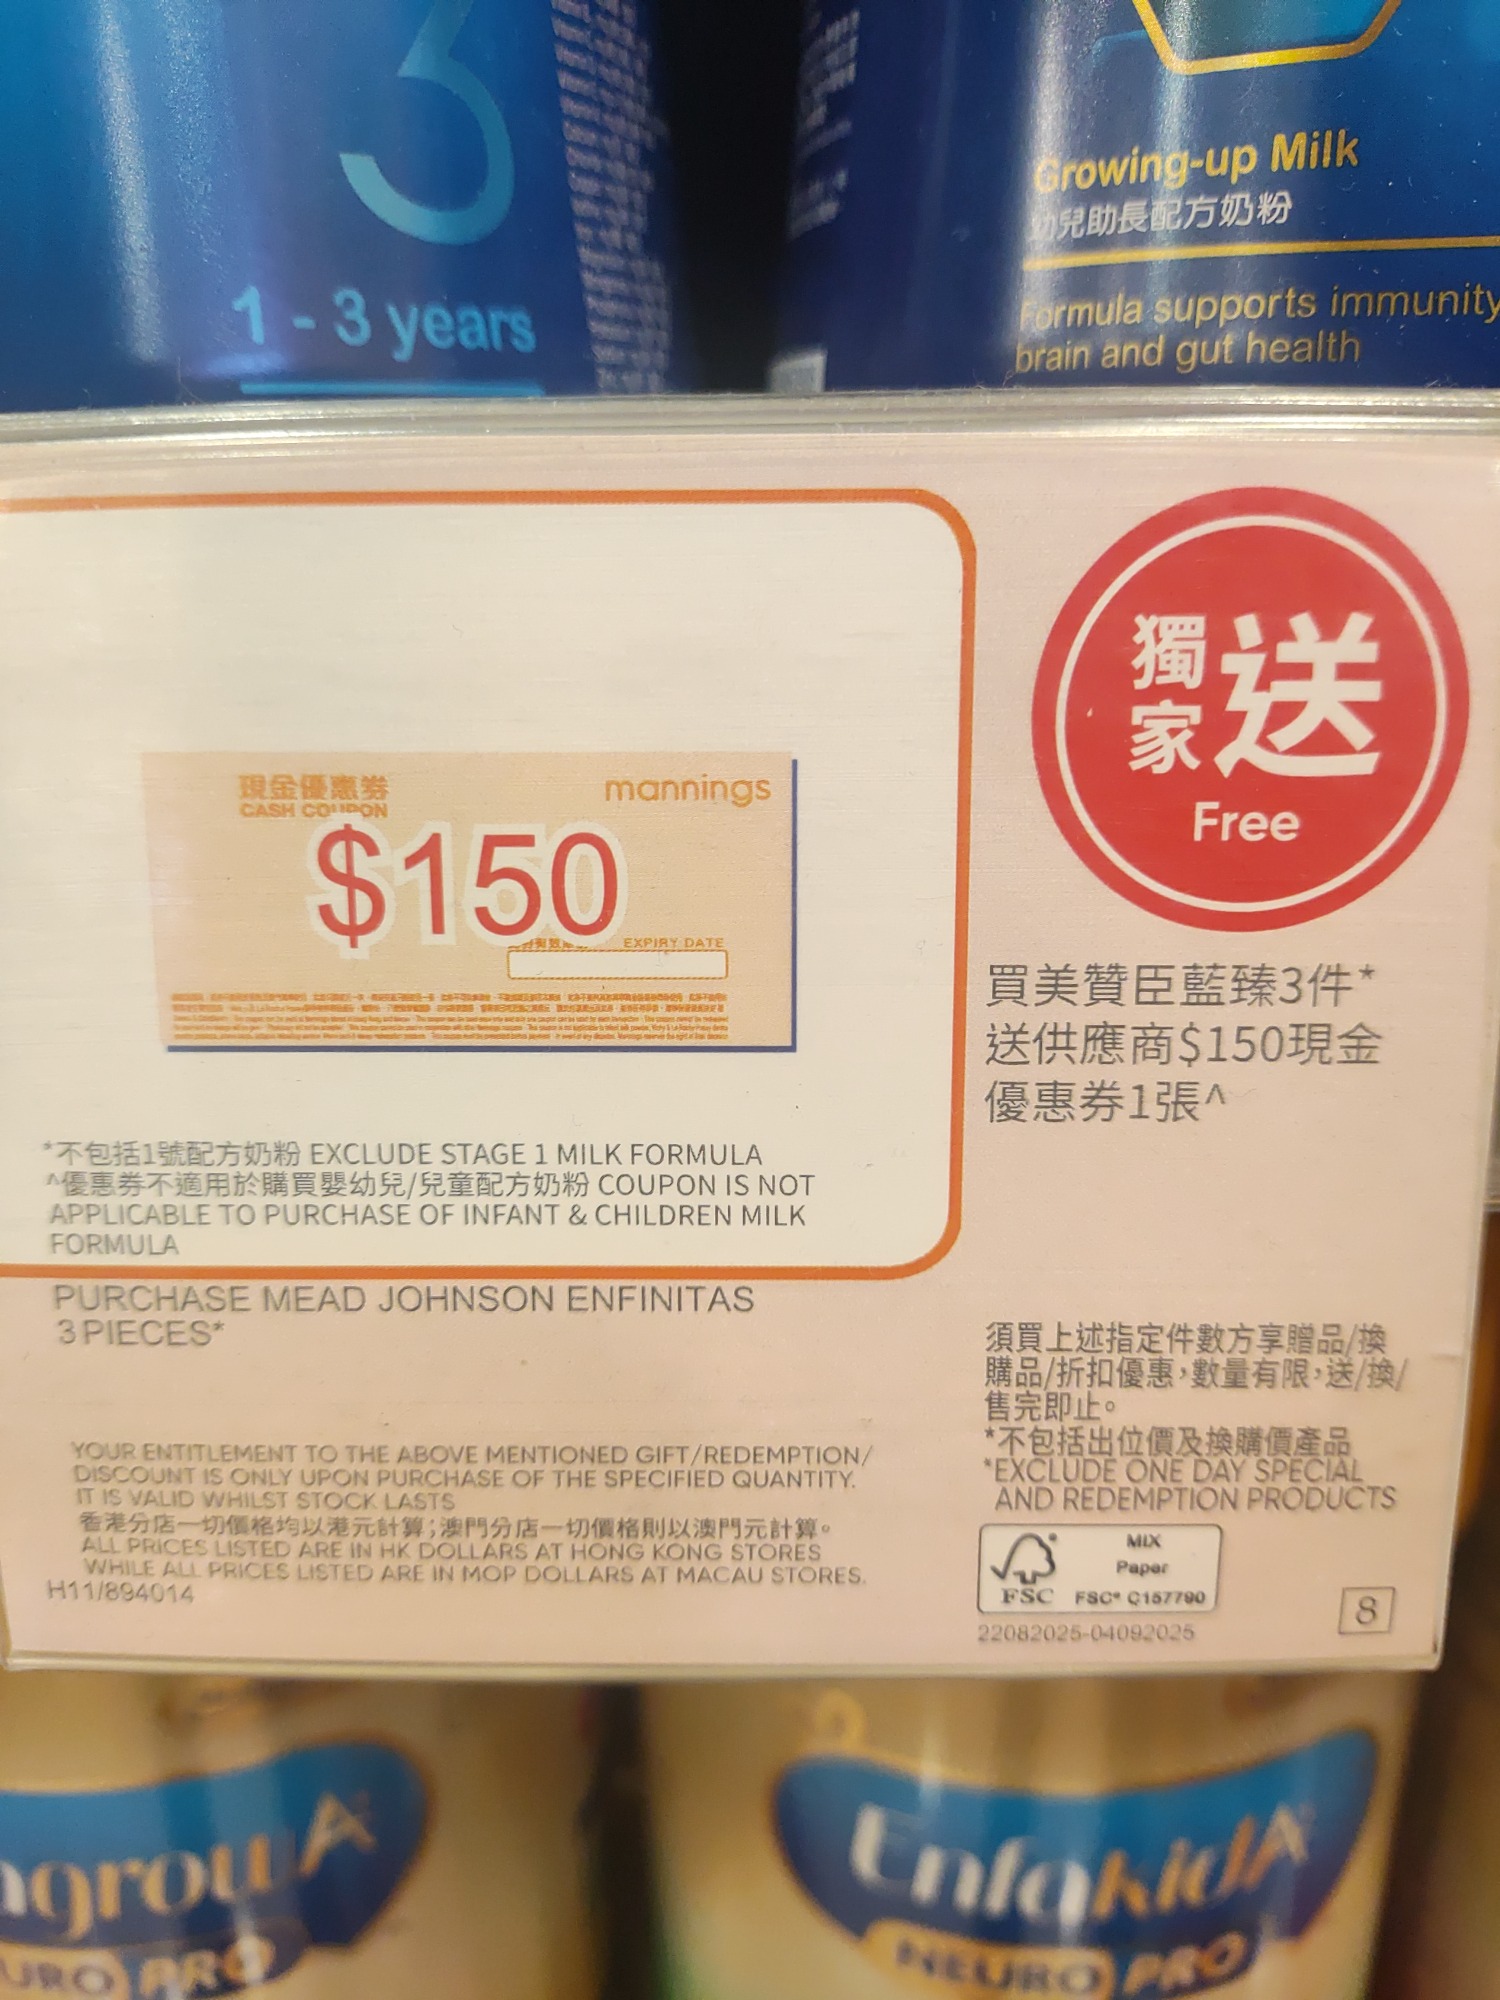 3
1 - 3 years
Growing-up Milk
幼兒助長配方奶粉
Formula supports immunity
brain and gut health
獨家送
Free
現金優惠券
mannings
CASH COUPON
$150
EXPIRY DATE
買美贊臣藍臻3件*
送供應商$150現金
優惠券1張^
*不包括1號配方奶粉 EXCLUDE STAGE 1 MILK FORMULA
^優惠券不適用於購買嬰幼兒/兒童配方奶粉 COUPON IS NOT
APPLICABLE TO PURCHASE OF INFANT & CHILDREN MILK
FORMULA
PURCHASE MEAD JOHNSON ENFINITAS
3 PIECES*
須買上述指定件數方享贈品/換
購品/折扣優惠,數量有限,送/換/
售完即止。
*不包括出位價及換購價產品
*EXCLUDE ONE DAY SPECIAL
AND REDEMPTION PRODUCTS
YOUR ENTITLEMENT TO THE ABOVE MENTIONED GIFT/REDEMPTION/
DISCOUNT IS ONLY UPON PURCHASE OF THE SPECIFIED QUANTITY.
IT IS VALID WHILST STOCK LASTS
香港分店一切價格均以港元計算;澳門分店一切價格則以澳門元計算。
ALL PRICES LISTED ARE IN HK DOLLARS AT HONG KONG STORES
WHILE ALL PRICES LISTED ARE IN MOP DOLLARS AT MACAU STORES.
H11/894014
MIX
Paper
FSC FSC® C157790
22082025-04092025
8
ngrow A+
URO PRO
Enfakid A+
NEURO PRO